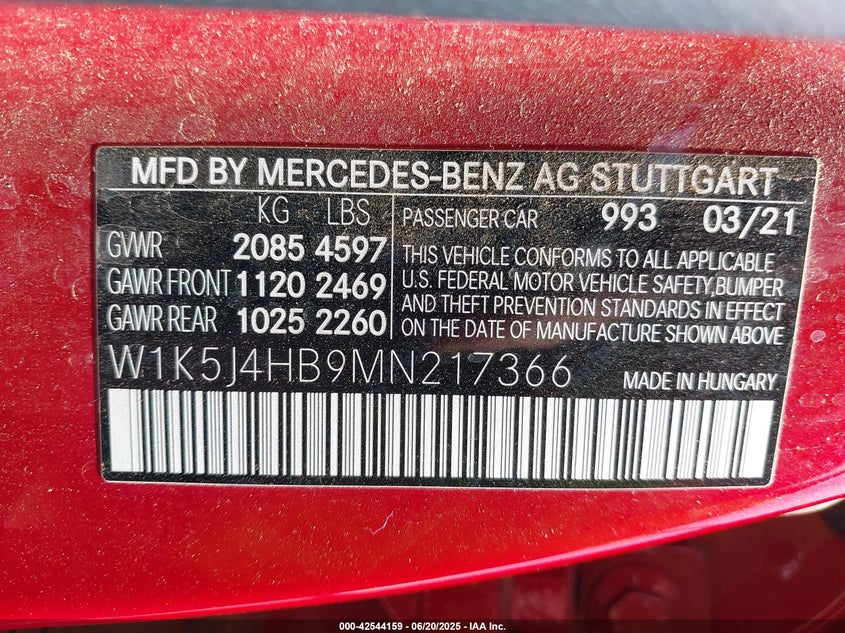 MFD BY MERCEDES-BENZ AG STUTTGART
KG LBS
GVWR 2085 4597
GAWR FRONT 1120 2469
GAWR REAR 1025 2260
PASSENGER CAR 993 03/21
THIS VEHICLE CONFORMS TO ALL APPLICABLE
U.S. FEDERAL MOTOR VEHICLE SAFETY, BUMPER
AND THEFT PREVENTION STANDARDS IN EFFECT
ON THE DATE OF MANUFACTURE SHOWN ABOVE
W1K5J4HB9MN217366
MADE IN HUNGARY
000-42544159 - 06/20/2025 - IAA Inc.